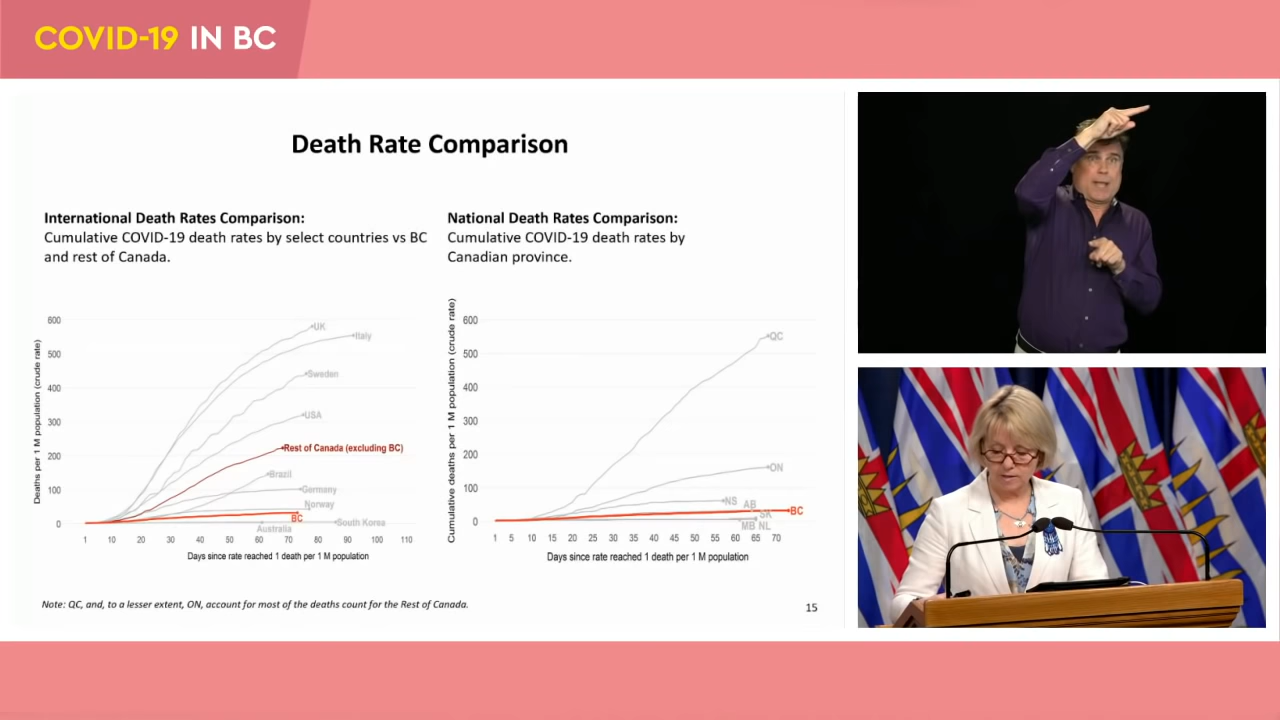 COVID-19 IN BC
Death Rate Comparison
International Death Rates Comparison:
Cumulative COVID-19 death rates by select countries vs BC
and rest of Canada.
Deaths per 1 M population (crude rate)
600
500
400
300
200
100
0
UK
Italy
Sweden
USA
Rest of Canada (excluding BC)
Brazil
Germany
Norway
BC
South Korea
Australia
1 10 20 30 40 50 60 70 80 90 100 110
Days since rate reached 1 death per 1 M population
National Death Rates Comparison:
Cumulative COVID-19 death rates by
Canadian province.
Cumulative deaths per 1 M population (crude rate)
600
500
400
300
200
100
0
QC
ON
NS
AB
BC
SK
MB NL
1 5 10 15 20 25 30 35 40 45 50 55 60 65 70
Days since rate reached 1 death per 1 M population
Note: QC, and, to a lesser extent, ON, account for most of the deaths count for the Rest of Canada.
15